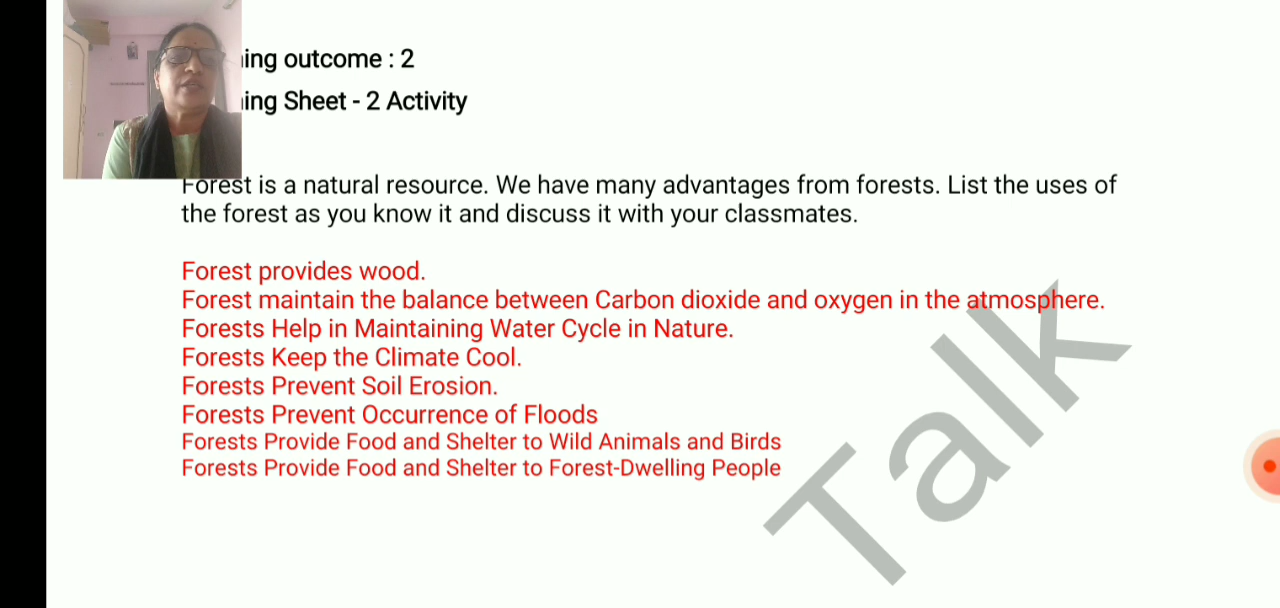 ing outcome : 2
ing Sheet - 2 Activity
Forest is a natural resource. We have many advantages from forests. List the uses of
the forest as you know it and discuss it with your classmates.
Forest provides wood.
Forest maintain the balance between Carbon dioxide and oxygen in the atmosphere.
Forests Help in Maintaining Water Cycle in Nature.
Forests Keep the Climate Cool.
Forests Prevent Soil Erosion.
Forests Prevent Occurrence of Floods
Forests Provide Food and Shelter to Wild Animals and Birds
Forests Provide Food and Shelter to Forest-Dwelling People
Talk